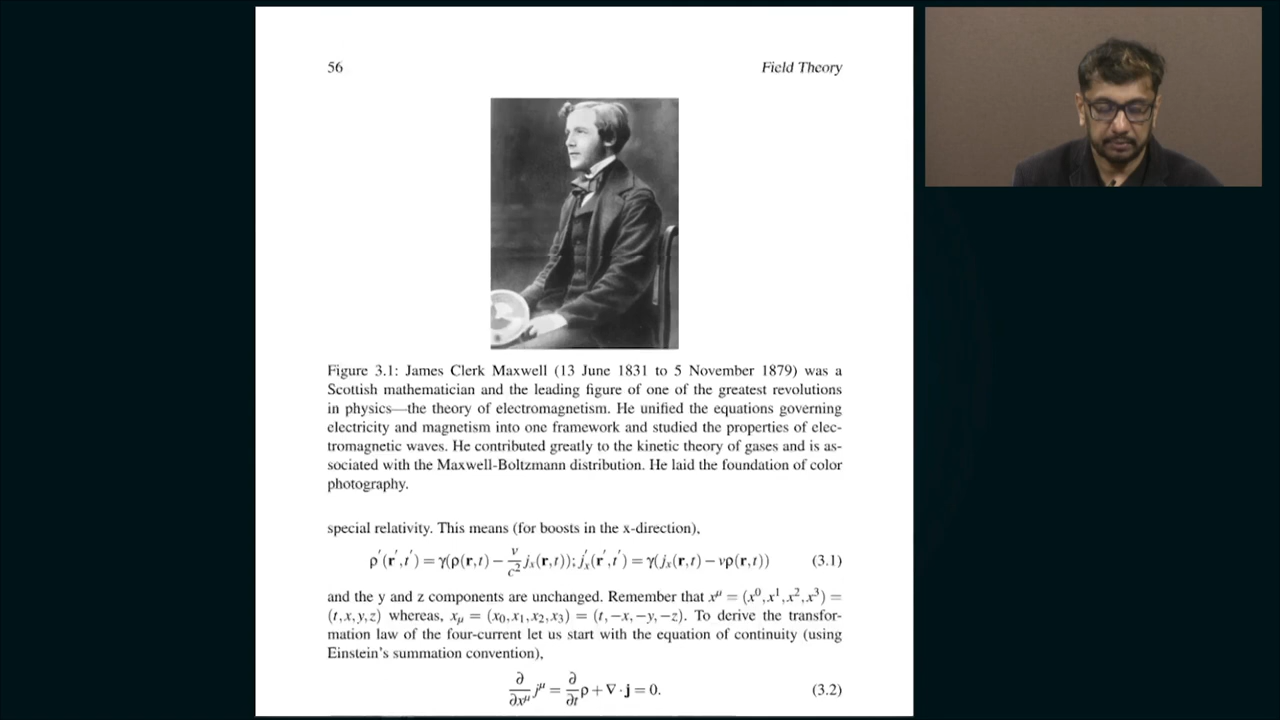 56
Field Theory
Figure 3.1: James Clerk Maxwell (13 June 1831 to 5 November 1879) was a
Scottish mathematician and the leading figure of one of the greatest revolutions
in physics—the theory of electromagnetism. He unified the equations governing
electricity and magnetism into one framework and studied the properties of elec-
tromagnetic waves. He contributed greatly to the kinetic theory of gases and is as-
sociated with the Maxwell-Boltzmann distribution. He laid the foundation of color
photography.
special relativity. This means (for boosts in the x-direction),
ρ′(r′,t′) = γ(ρ(r,t) − v/c² jₓ(r,t)); j′ₓ(r′,t′) = γ(jₓ(r,t) − vρ(r,t)) (3.1)
and the y and z components are unchanged. Remember that x^μ = (x⁰,x¹,x²,x³) =
(t,x,y,z) whereas, x_μ = (x₀,x₁,x₂,x₃) = (t,−x,−y,−z). To derive the transfor-
mation law of the four-current let us start with the equation of continuity (using
Einstein's summation convention),
∂/∂x^μ j^μ = ∂/∂t ρ + ∇ · j = 0. (3.2)